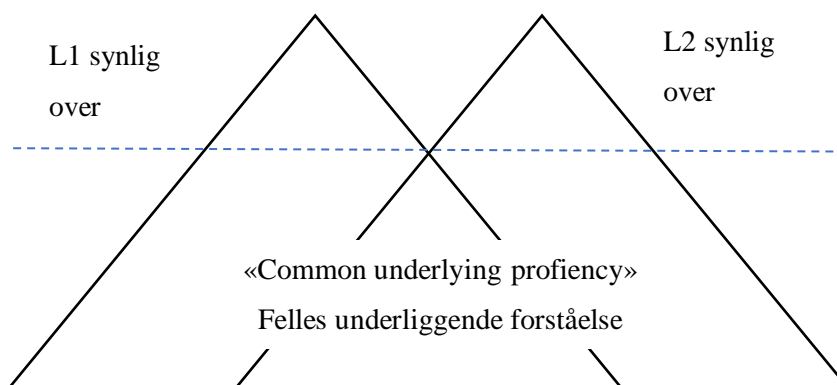 L1 synlig
over
L2 synlig
over
«Common underlying profiency»
Felles underliggende forståelse